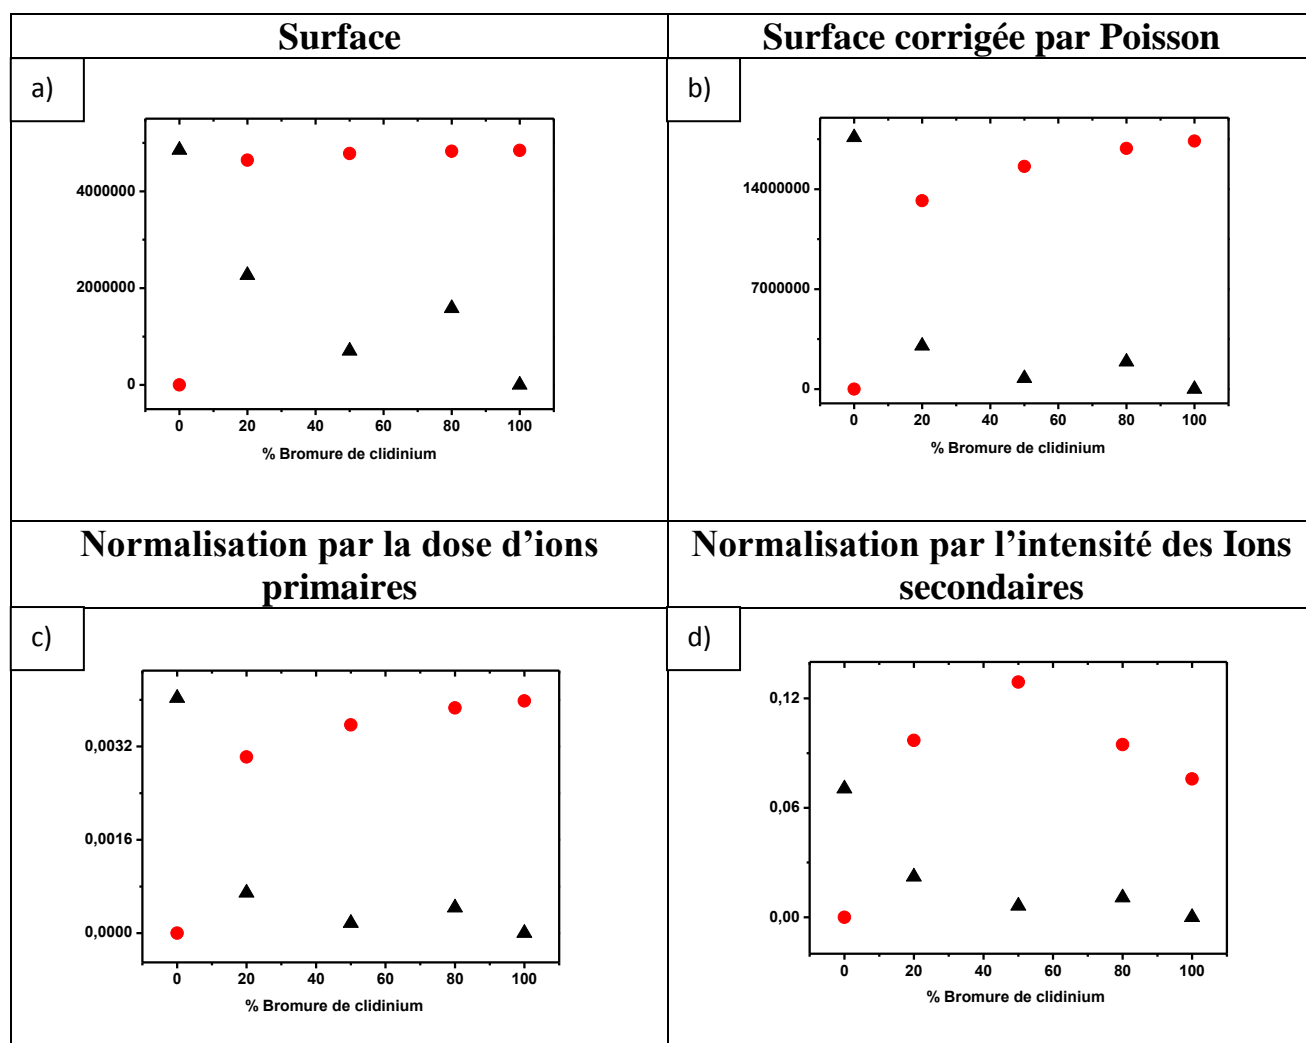 Surface
Surface corrigée par Poisson
a)
4000000
2000000
0
0 20 40 60 80 100
% Bromure de clidinium
b)
14000000
7000000
0
0 20 40 60 80 100
% Bromure de clidinium
Normalisation par la dose d’ions
primaires
Normalisation par l’intensité des Ions
secondaires
c)
0,0032
0,0016
0,0000
0 20 40 60 80 100
% Bromure de clidinium
d)
0,12
0,06
0,00
0 20 40 60 80 100
% Bromure de clidinium